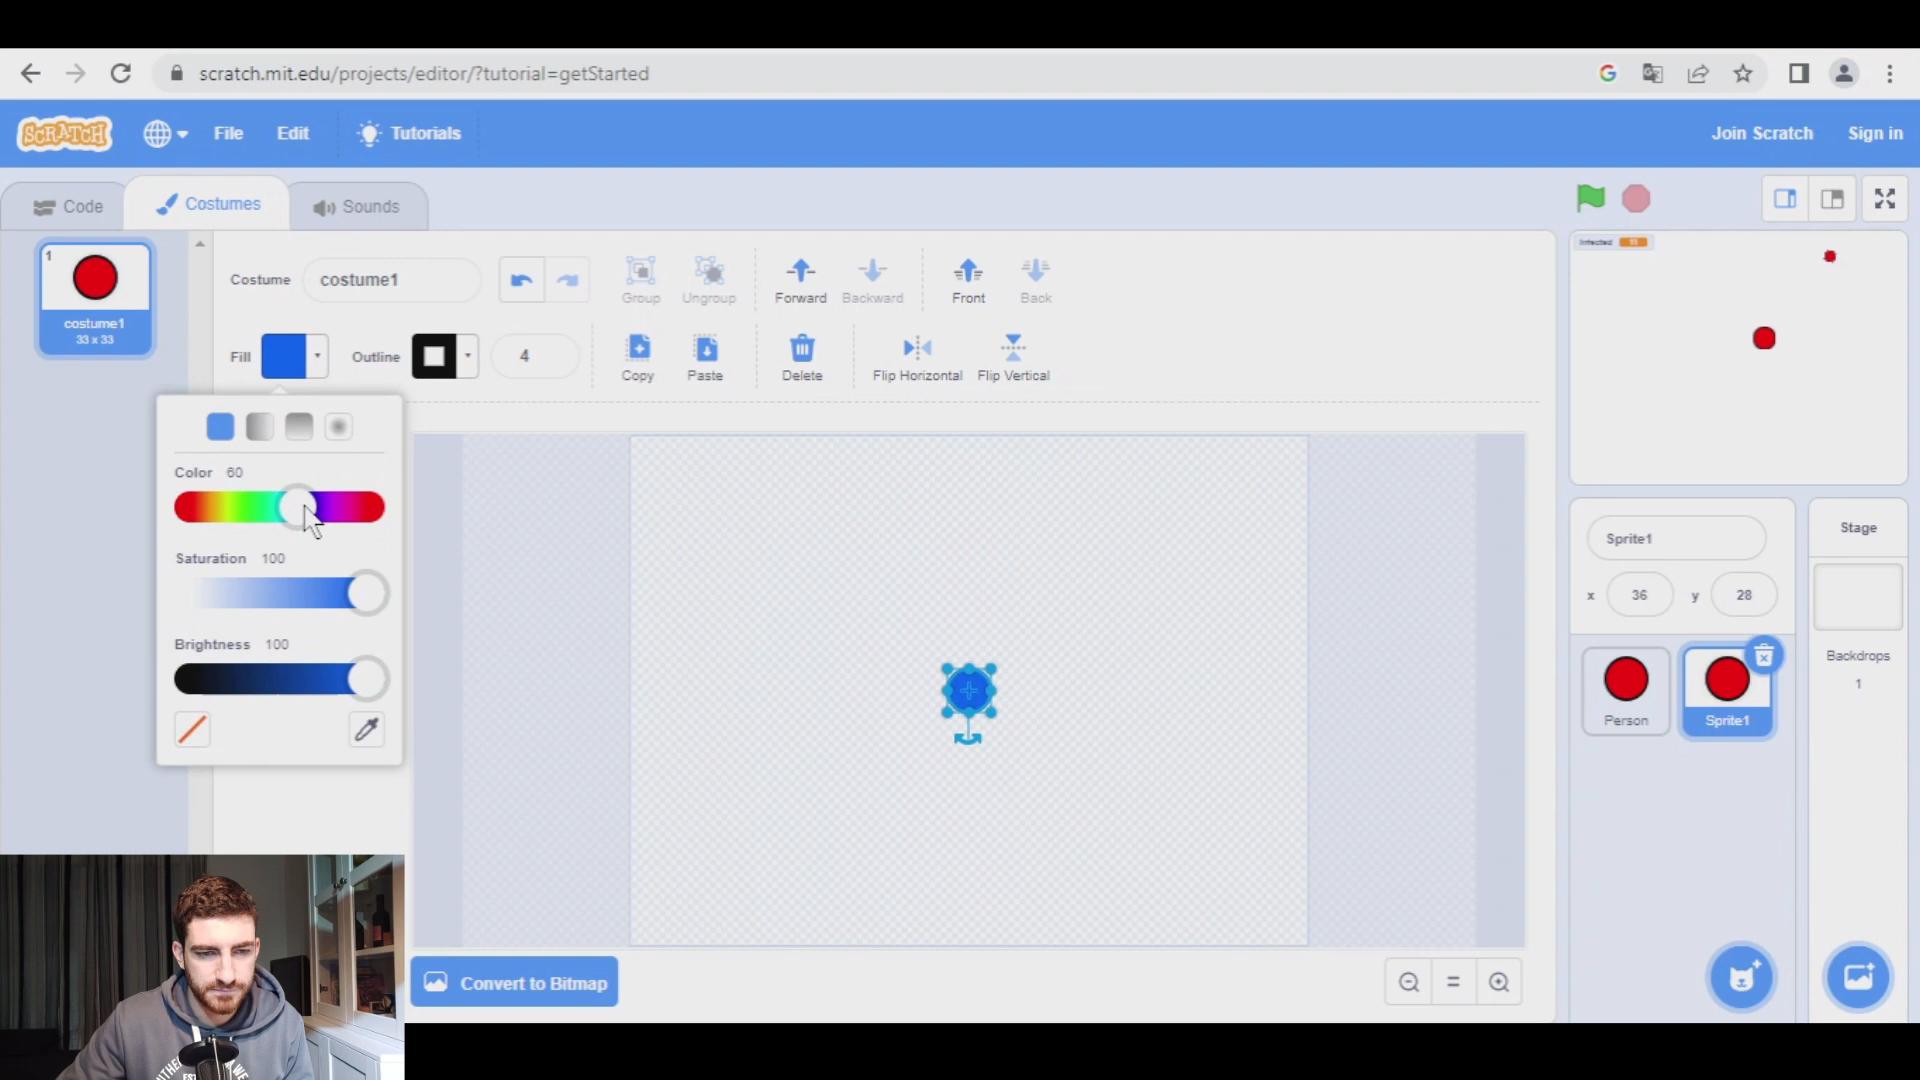 scratch.mit.edu/projects/editor/?tutorial=getStarted
SCRATCH
File
Edit
Tutorials
Join Scratch
Sign in
Code
Costumes
Sounds
1
costume1
33 x 33
Costume
costume1
Group
Ungroup
Forward
Backward
Front
Back
Fill
Outline
4
Copy
Paste
Delete
Flip Horizontal
Flip Vertical
Color 60
Saturation 100
Brightness 100
Convert to Bitmap
Infected
Sprite1
x 36 y 28
Person
Sprite1
Stage
Backdrops
1